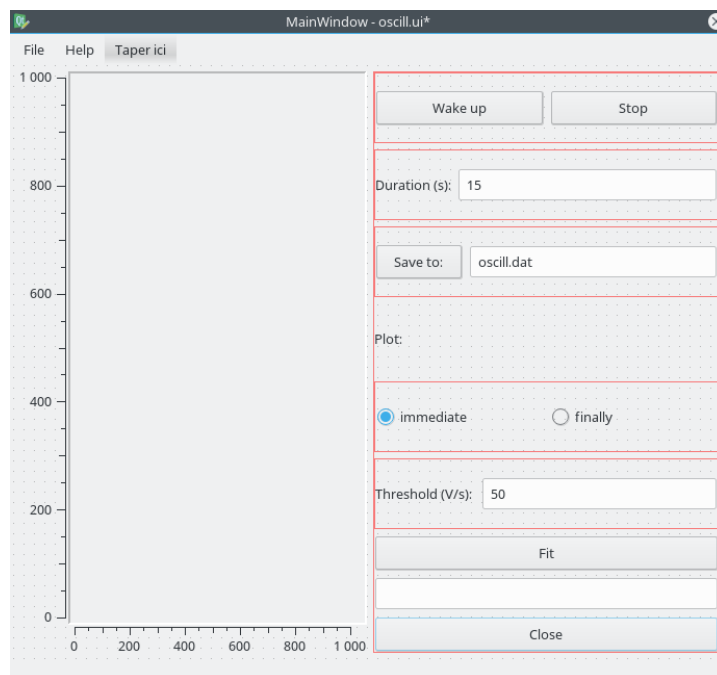 MainWindow - oscill.ui*
File Help Taper ici
1 000
800
600
400
200
0
0 200 400 600 800 1 000
Wake up Stop
Duration (s): 15
Save to: oscill.dat
Plot:
immediate finally
Threshold (V/s): 50
Fit
Close